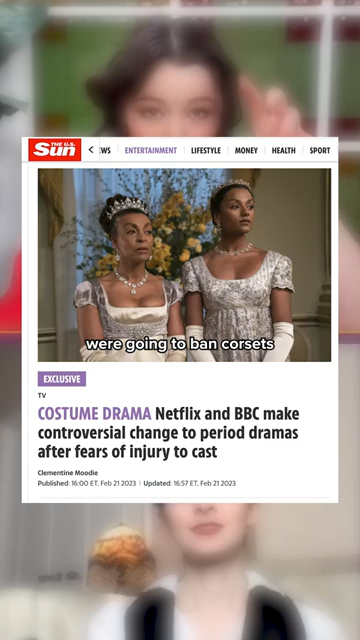 THE U.S.
Sun
< WS ENTERTAINMENT LIFESTYLE MONEY HEALTH SPORT
were going to ban corsets
EXCLUSIVE
TV
COSTUME DRAMA Netflix and BBC make
controversial change to period dramas
after fears of injury to cast
Clementine Moodie
Published: 16:00 ET, Feb 21 2023 | Updated: 16:57 ET, Feb 21 2023